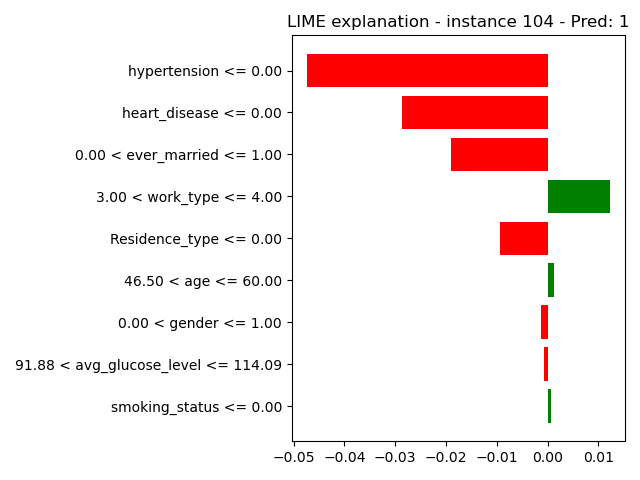 LIME explanation - instance 104 - Pred: 1
hypertension <= 0.00
heart_disease <= 0.00
0.00 < ever_married <= 1.00
3.00 < work_type <= 4.00
Residence_type <= 0.00
46.50 < age <= 60.00
0.00 < gender <= 1.00
91.88 < avg_glucose_level <= 114.09
smoking_status <= 0.00
−0.05 −0.04 −0.03 −0.02 −0.01 0.00 0.01